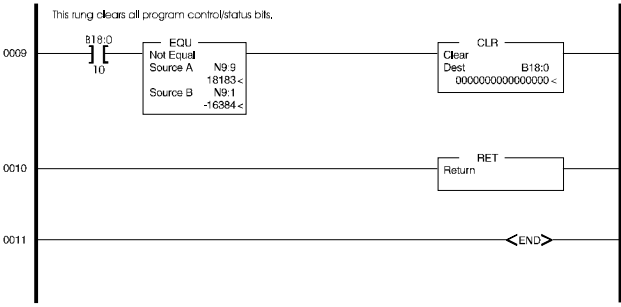 This rung clears all program control/status bits.
B18:0
10
0009
EQU
Not Equal
Source A N9:9
18183<
Source B N9:1
-16384<
CLR
Clear
Dest B18:0
0000000000000000<
0010
RET
Return
0011
<END>